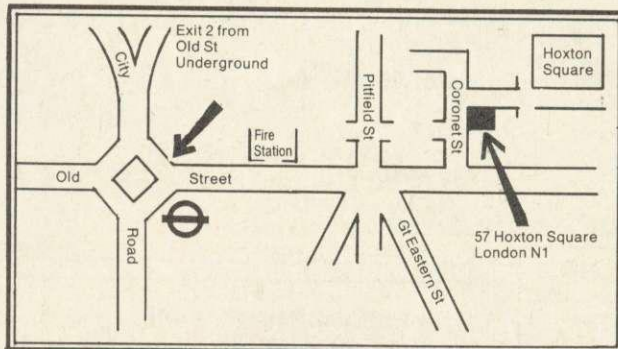 City
Exit 2 from
Old St
Underground
Fire
Station
Pitfield St
Coronet St
Hoxton
Square
Old
Street
Road
Gt Eastern St
57 Hoxton Square
London N1